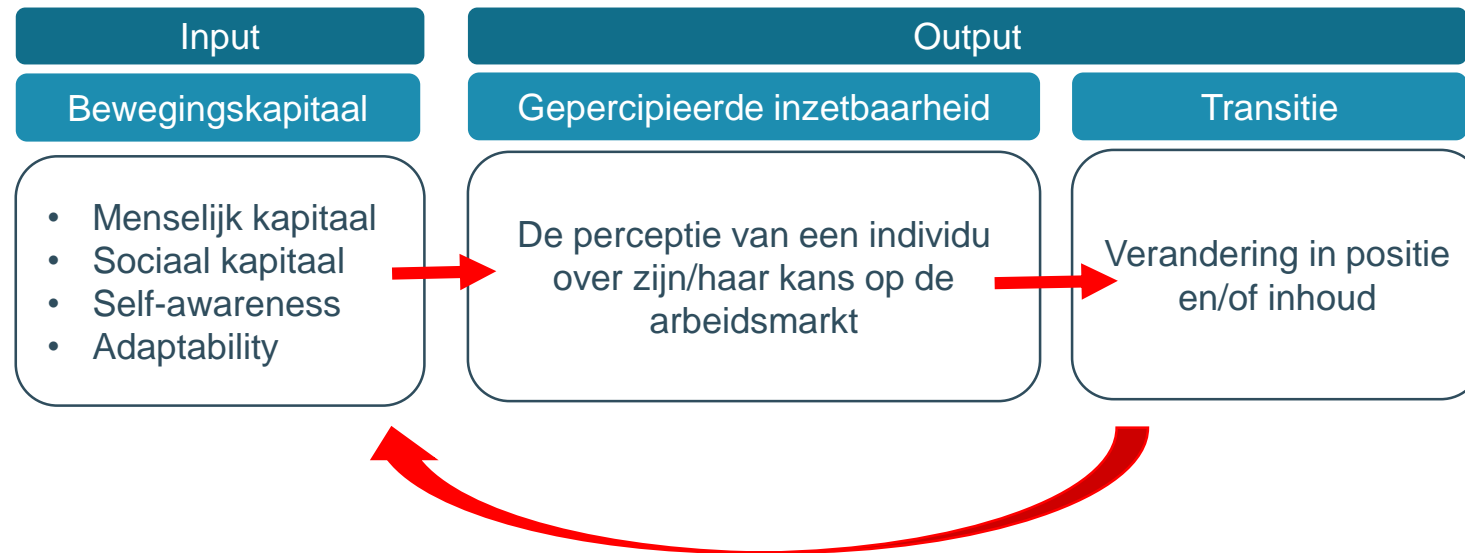 Input
Output
Bewegingskapitaal
Gepercipieerde inzetbaarheid
Transitie
• Menselijk kapitaal
• Sociaal kapitaal
• Self-awareness
• Adaptability
De perceptie van een individu
over zijn/haar kans op de
arbeidsmarkt
Verandering in positie
en/of inhoud